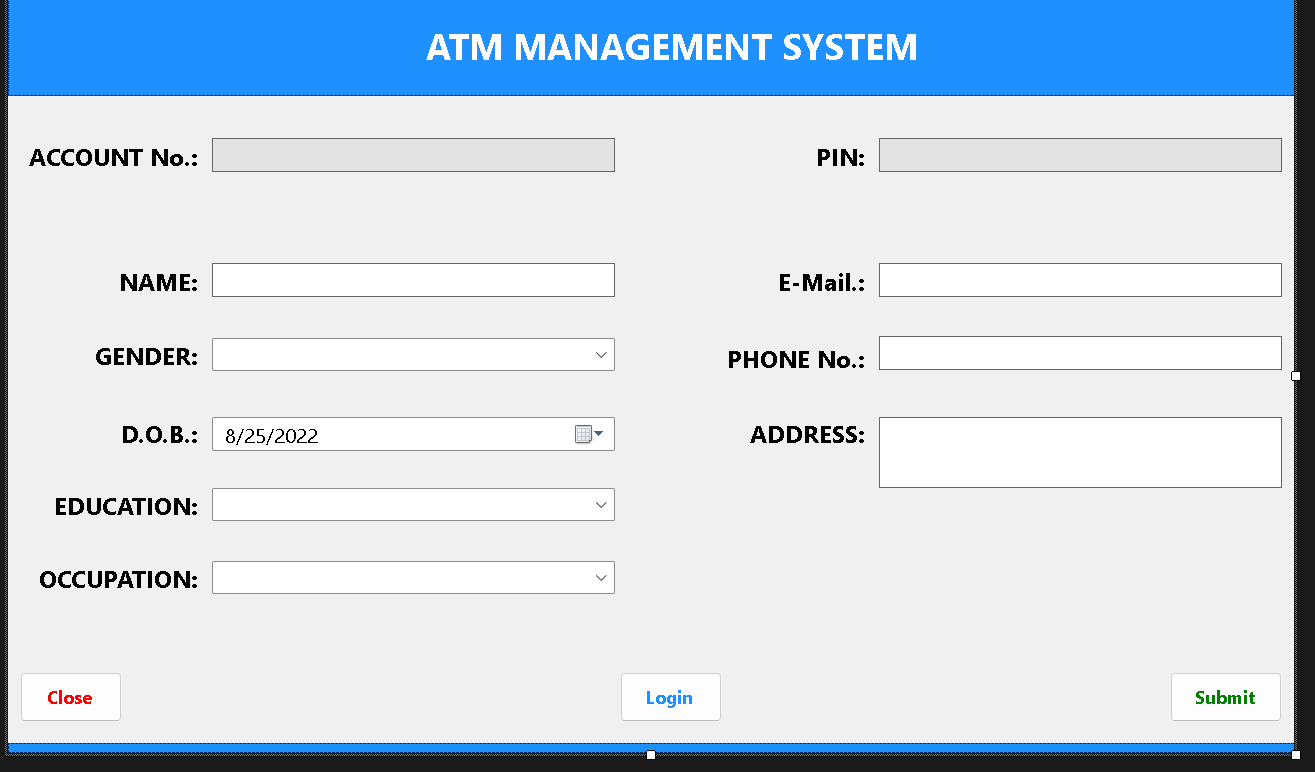 ATM MANAGEMENT SYSTEM
ACCOUNT No.: PIN:
NAME: E-Mail.:
GENDER: PHONE No.:
D.O.B.: 8/25/2022 ADDRESS:
EDUCATION:
OCCUPATION:
Close Login Submit